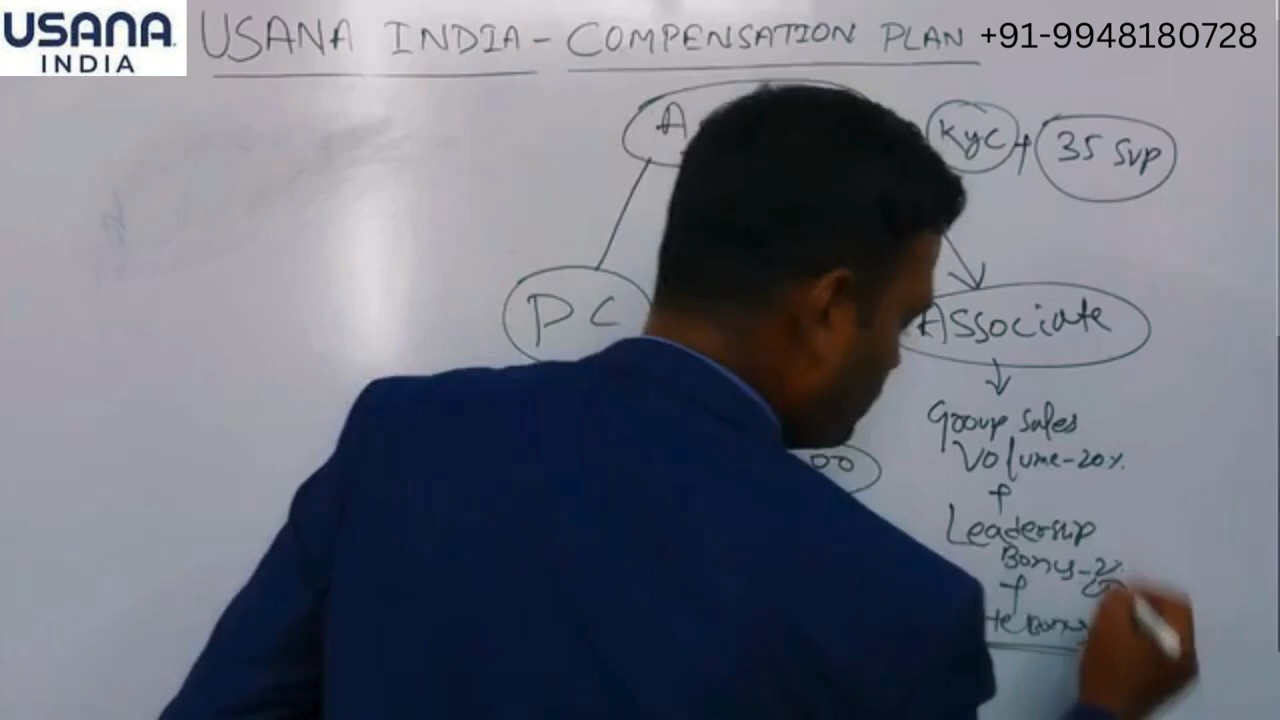 USANA
INDIA
USANA INDIA - COMPENSATION PLAN
+91-9948180728
A
KYC + 35 SVP
PC
Associate
Group Sales
Volume-20%
00
+
Leadership
Bonus-2%
+